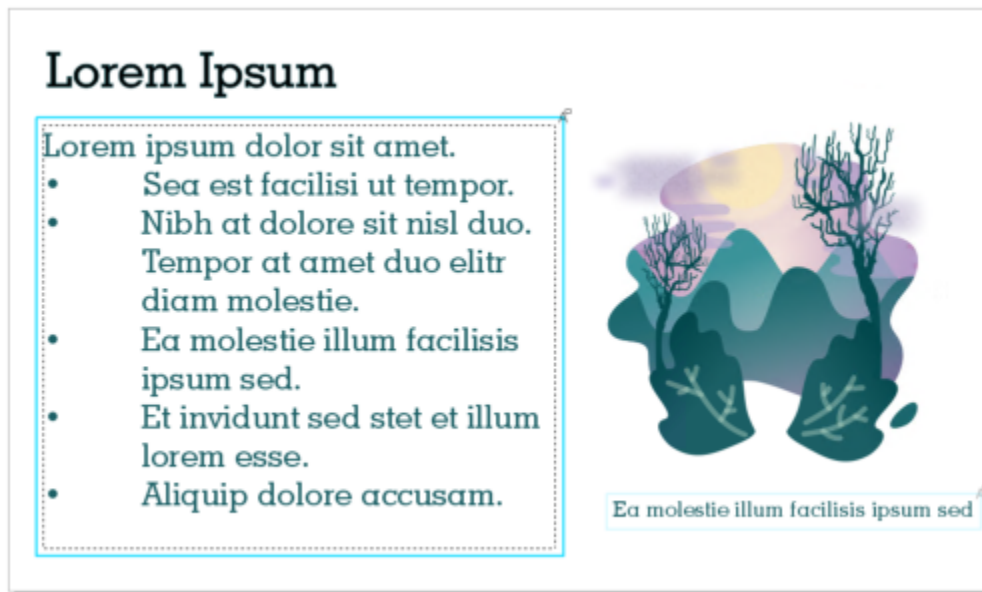 Lorem Ipsum
Lorem ipsum dolor sit amet.
• Sea est facilisi ut tempor.
• Nibh at dolore sit nisl duo.
Tempor at amet duo elitr
diam molestie.
• Ea molestie illum facilisis
ipsum sed.
• Et invidunt sed stet et illum
lorem esse.
• Aliquip dolore accusam.
Ea molestie illum facilisis ipsum sed